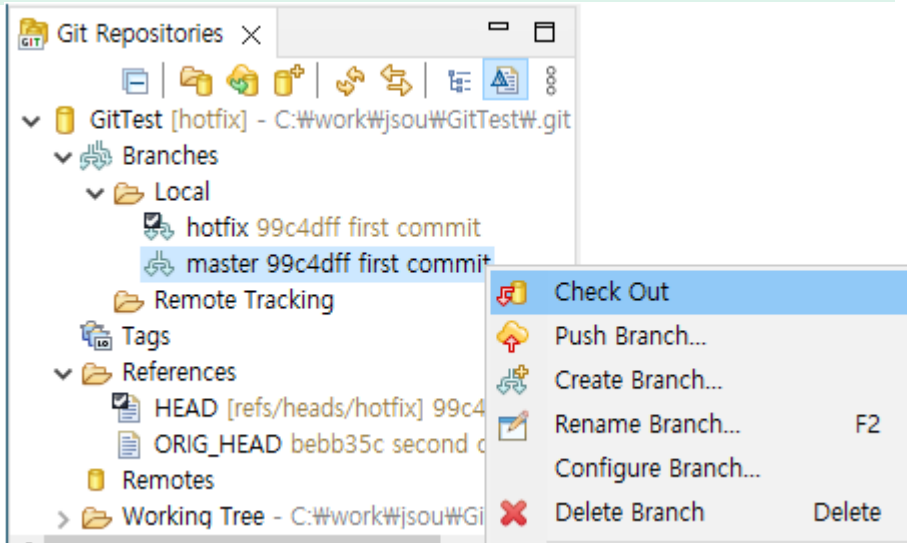 Git Repositories
GitTest [hotfix] - C:₩work₩jsou₩GitTest₩.git
Branches
Local
hotfix 99c4dff first commit
master 99c4dff first commit
Check Out
Remote Tracking
Push Branch...
Tags
Create Branch...
References
HEAD [refs/heads/hotfix] 99c4
Rename Branch... F2
ORIG_HEAD bebb35c second
Configure Branch...
Remotes
Delete Branch Delete
Working Tree - C:₩work₩jsou₩Gi